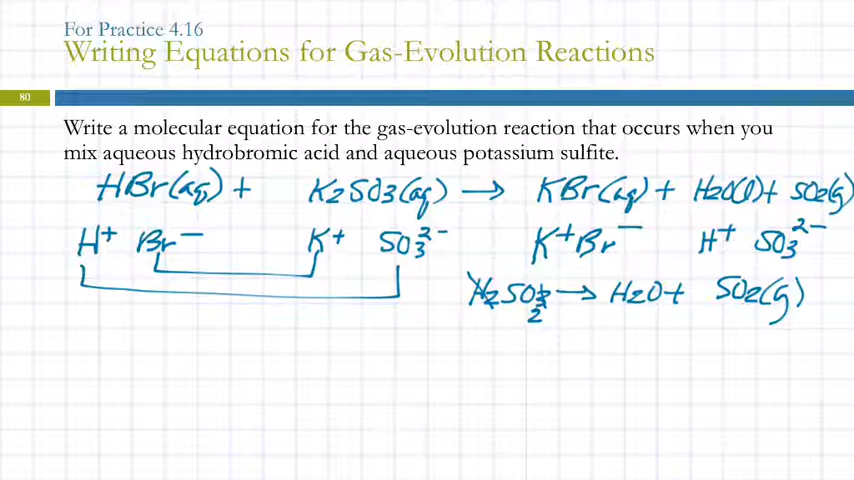 For Practice 4.16
Writing Equations for Gas-Evolution Reactions
80
Write a molecular equation for the gas-evolution reaction that occurs when you
mix aqueous hydrobromic acid and aqueous potassium sulfite.
HBr(aq) + K2SO3(aq) → KBr(aq) + H2O(l) + SO2(g)
H+ Br− K+ SO3 2− K+ Br− H+ SO3 2−
H2SO3 → H2O + SO2(g)
2